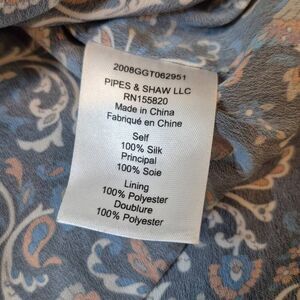 2008GGT062951
PIPES & SHAW LLC
RN155820
Made in China
Fabriqué en Chine
Self
100% Silk
Principal
100% Soie
Lining
100% Polyester
Doublure
100% Polyester